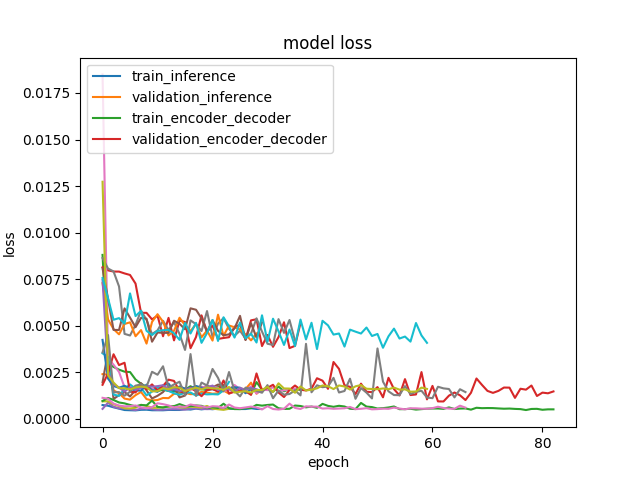 model loss
train_inference
validation_inference
train_encoder_decoder
validation_encoder_decoder
0.0175
0.0150
0.0125
0.0100
0.0075
0.0050
0.0025
0.0000
loss
0 20 40 60 80
epoch